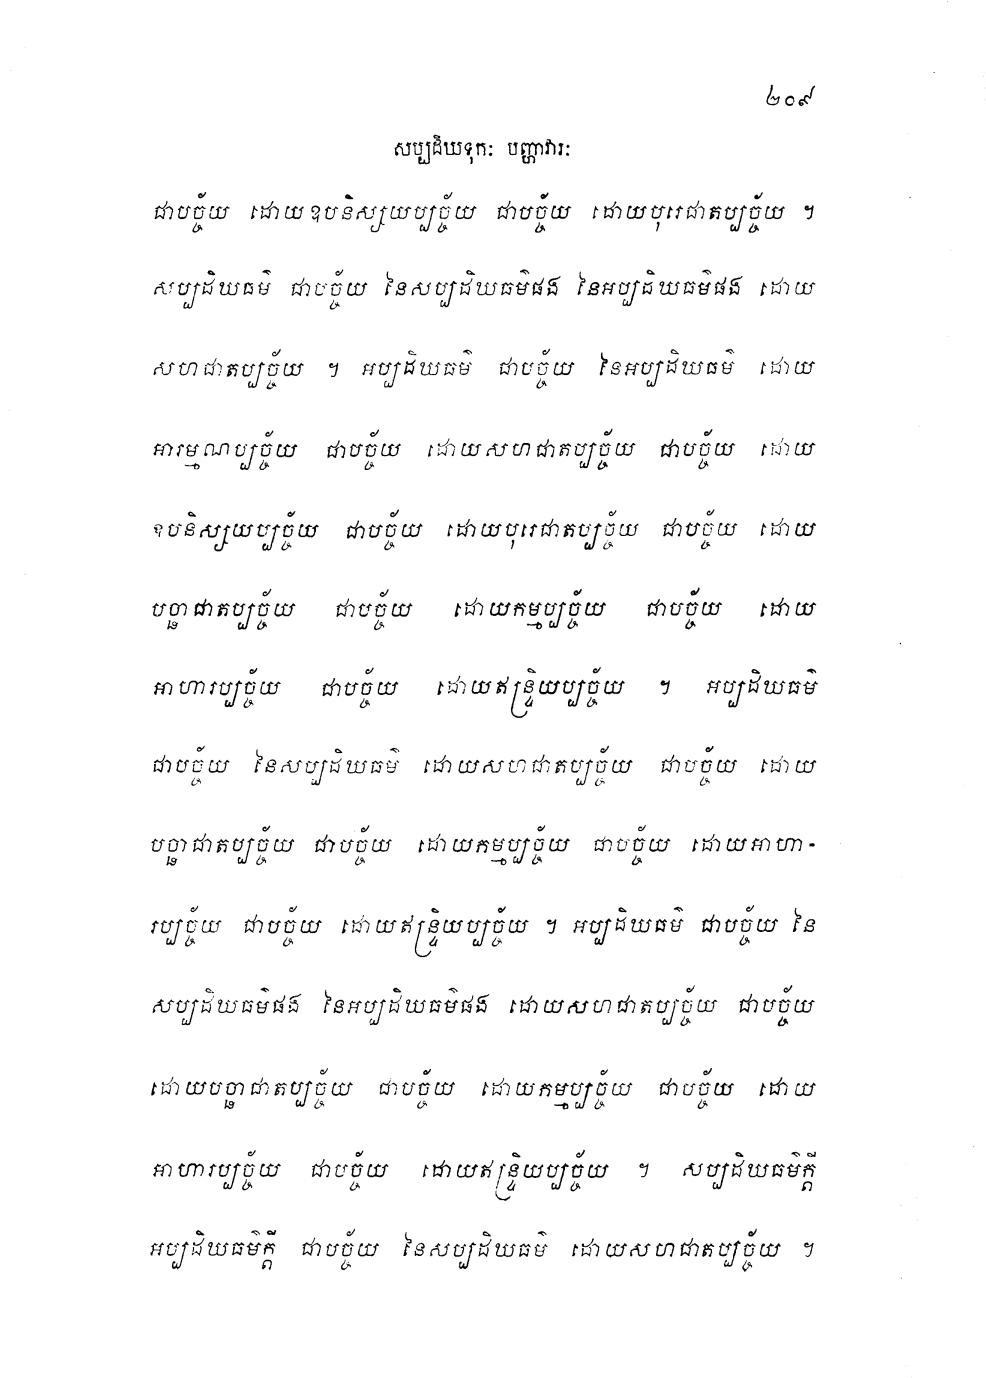 ២០៩
សប្បដិឃទុកៈ បញ្ហាវារៈ
ជាបច្ច័យ ដោយឧបនិស្សយប្បច្ច័យ ជាបច្ច័យ ដោយបុរេជាតប្បច្ច័យ ។
សប្បដិឃធម៌ ជាបច្ច័យ នៃសប្បដិឃធម៌ផង នៃអប្បដិឃធម៌ផង ដោយ
សហជាតប្បច្ច័យ ។ អប្បដិឃធម៌ ជាបច្ច័យ នៃអប្បដិឃធម៌ ដោយ
អារម្មណប្បច្ច័យ ជាបច្ច័យ ដោយសហជាតប្បច្ច័យ ជាបច្ច័យ ដោយ
ឧបនិស្សយប្បច្ច័យ ជាបច្ច័យ ដោយបុរេជាតប្បច្ច័យ ជាបច្ច័យ ដោយ
បច្ឆាជាតប្បច្ច័យ ជាបច្ច័យ ដោយកម្មប្បច្ច័យ ជាបច្ច័យ ដោយ
អាហារប្បច្ច័យ ជាបច្ច័យ ដោយឥន្ទ្រិយប្បច្ច័យ ។ អប្បដិឃធម៌
ជាបច្ច័យ នៃសប្បដិឃធម៌ ដោយសហជាតប្បច្ច័យ ជាបច្ច័យ ដោយ
បច្ឆាជាតប្បច្ច័យ ជាបច្ច័យ ដោយកម្មប្បច្ច័យ ជាបច្ច័យ ដោយអាហា-
រប្បច្ច័យ ជាបច្ច័យ ដោយឥន្ទ្រិយប្បច្ច័យ ។ អប្បដិឃធម៌ ជាបច្ច័យ នៃ
សប្បដិឃធម៌ផង នៃអប្បដិឃធម៌ផង ដោយសហជាតប្បច្ច័យ ជាបច្ច័យ
ដោយបច្ឆាជាតប្បច្ច័យ ជាបច្ច័យ ដោយកម្មប្បច្ច័យ ជាបច្ច័យ ដោយ
អាហារប្បច្ច័យ ជាបច្ច័យ ដោយឥន្ទ្រិយប្បច្ច័យ ។ សប្បដិឃធម៌ក្តី
អប្បដិឃធម៌ក្តី ជាបច្ច័យ នៃសប្បដិឃធម៌ ដោយសហជាតប្បច្ច័យ ។